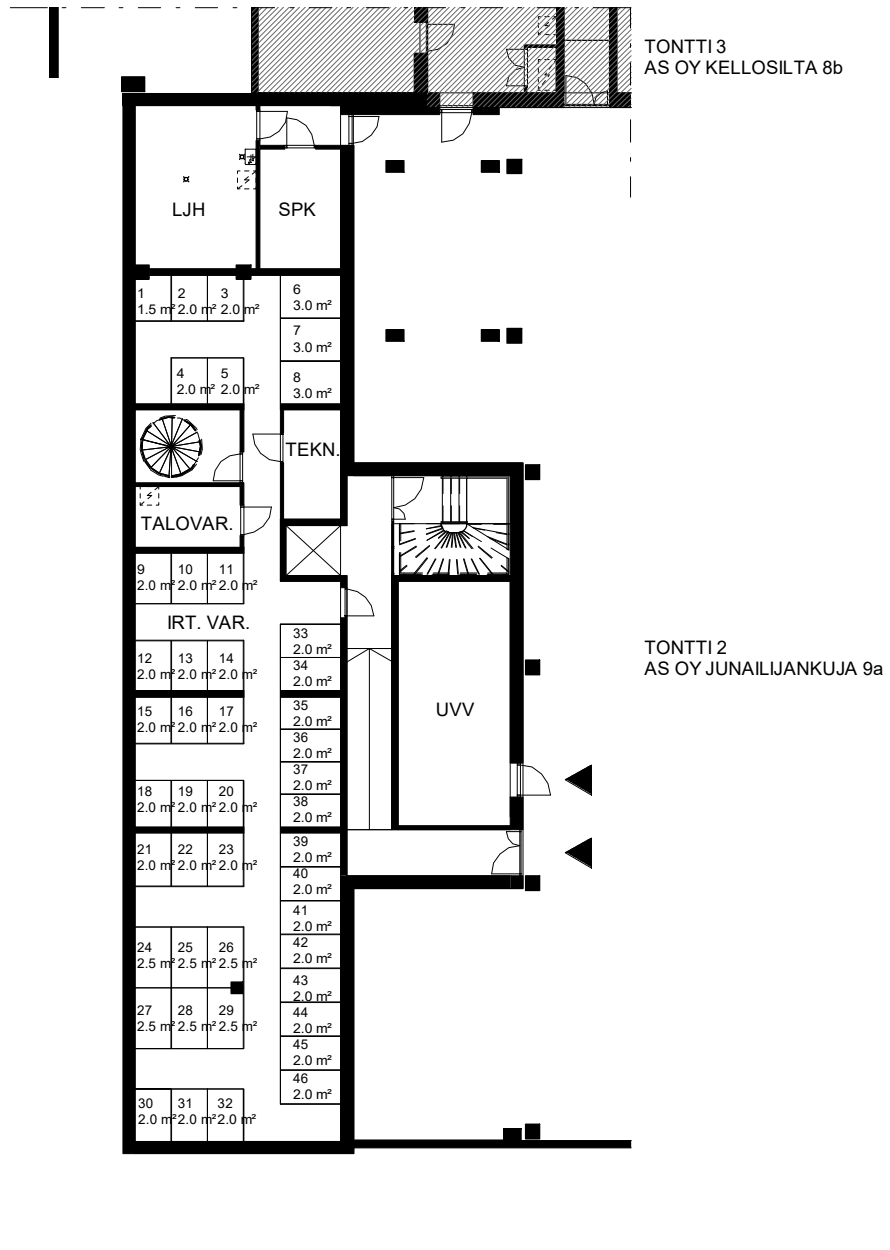 TONTTI 3
AS OY KELLOSILTA 8b
LJH
SPK
1
1.5 m²
2
2.0 m²
3
2.0 m²
6
3.0 m²
7
3.0 m²
4
2.0 m²
5
2.0 m²
8
3.0 m²
TEKN.
TALOVAR.
9
2.0 m²
10
2.0 m²
11
2.0 m²
IRT. VAR.
12
2.0 m²
13
2.0 m²
14
2.0 m²
33
2.0 m²
34
2.0 m²
TONTTI 2
AS OY JUNAILIJANKUJA 9a
UVV
15
2.0 m²
16
2.0 m²
17
2.0 m²
35
2.0 m²
36
2.0 m²
37
2.0 m²
38
2.0 m²
18
2.0 m²
19
2.0 m²
20
2.0 m²
21
2.0 m²
22
2.0 m²
23
2.0 m²
39
2.0 m²
40
2.0 m²
41
2.0 m²
42
2.0 m²
24
2.5 m²
25
2.5 m²
26
2.5 m²
43
2.0 m²
44
2.0 m²
27
2.5 m²
28
2.5 m²
29
2.5 m²
45
2.0 m²
46
2.0 m²
30
2.0 m²
31
2.0 m²
32
2.0 m²